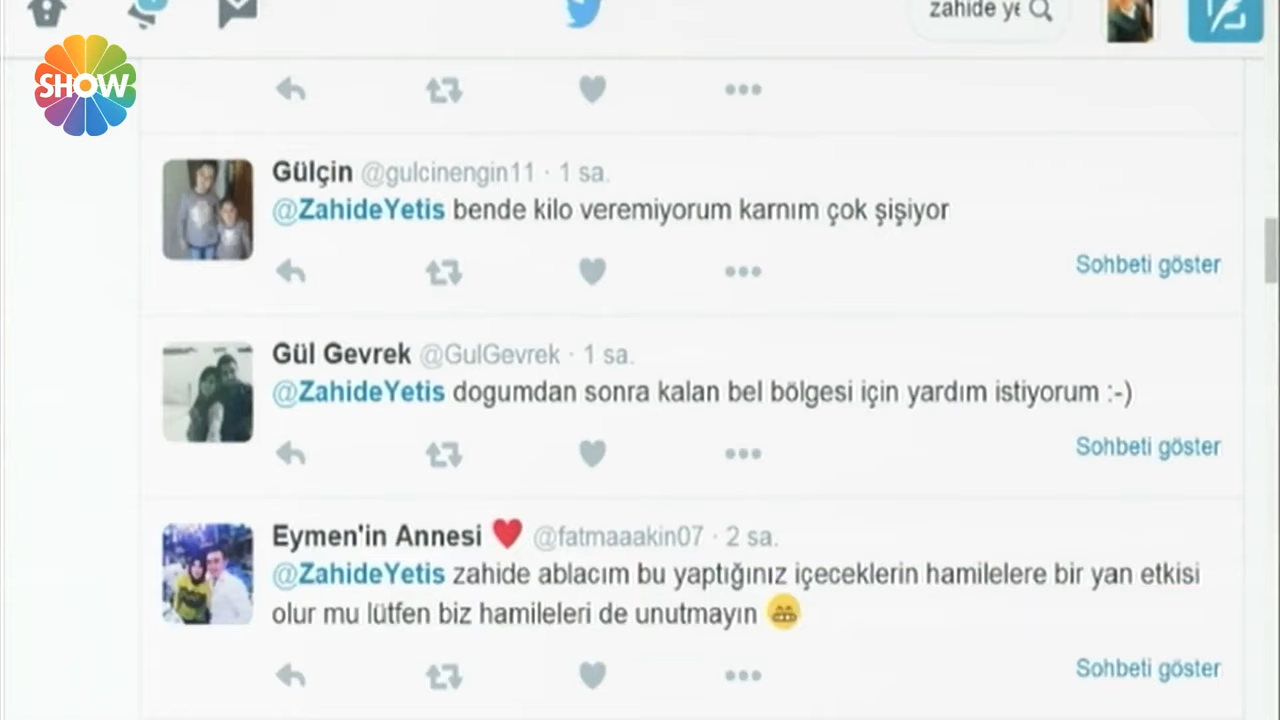 zahide ye
SHOW
Gülçin @gulcinengin11 · 1 sa.
@ZahideYetis bende kilo veremiyorum karnım çok şişiyor
Sohbeti göster
Gül Gevrek @GulGevrek · 1 sa.
@ZahideYetis dogumdan sonra kalan bel bölgesi için yardım istiyorum :-)
Sohbeti göster
Eymen'in Annesi ❤ @fatmaaakin07 · 2 sa.
@ZahideYetis zahide ablacım bu yaptığınız içeceklerin hamilelere bir yan etkisi
olur mu lütfen biz hamileleri de unutmayın 😁
Sohbeti göster